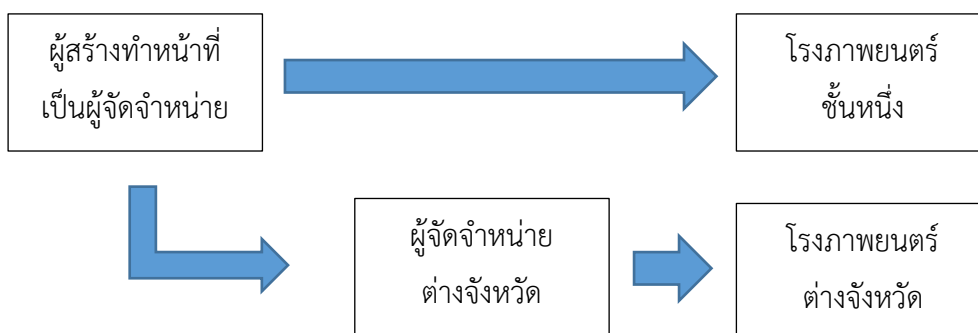 ผู้สร้างทำหน้าที่
เป็นผู้จัดจำหน่าย
โรงภาพยนตร์
ชั้นหนึ่ง
ผู้จัดจำหน่าย
ต่างจังหวัด
โรงภาพยนตร์
ต่างจังหวัด